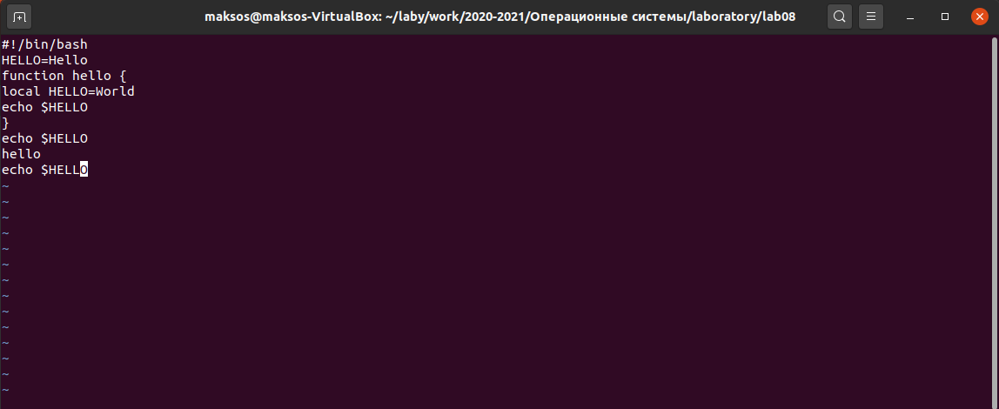 maksos@maksos-VirtualBox: ~/laby/work/2020-2021/Операционные системы/laboratory/lab08
#!/bin/bash
HELLO=Hello
function hello {
local HELLO=World
echo $HELLO
}
echo $HELLO
hello
echo $HELLO
~
~
~
~
~
~
~
~
~
~
~
~
~
~